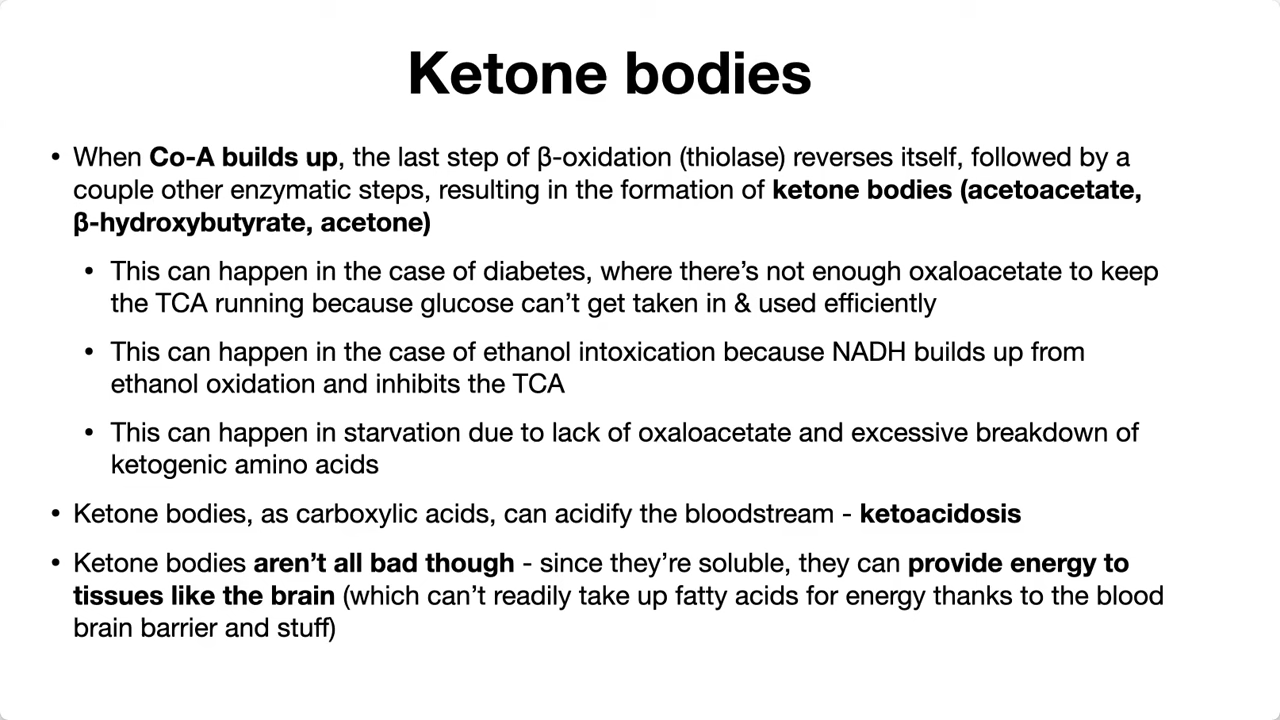 Ketone bodies
• When Co-A builds up, the last step of β-oxidation (thiolase) reverses itself, followed by a
couple other enzymatic steps, resulting in the formation of ketone bodies (acetoacetate,
β-hydroxybutyrate, acetone)
• This can happen in the case of diabetes, where there’s not enough oxaloacetate to keep
the TCA running because glucose can’t get taken in & used efficiently
• This can happen in the case of ethanol intoxication because NADH builds up from
ethanol oxidation and inhibits the TCA
• This can happen in starvation due to lack of oxaloacetate and excessive breakdown of
ketogenic amino acids
• Ketone bodies, as carboxylic acids, can acidify the bloodstream - ketoacidosis
• Ketone bodies aren’t all bad though - since they’re soluble, they can provide energy to
tissues like the brain (which can’t readily take up fatty acids for energy thanks to the blood
brain barrier and stuff)